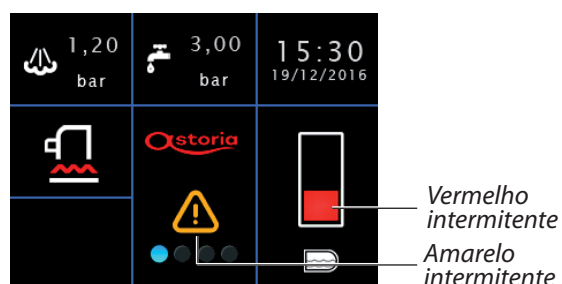 1,20
bar
3,00
bar
15:30
19/12/2016
astoria
Vermelho
intermitente
Amarelo
intermitente